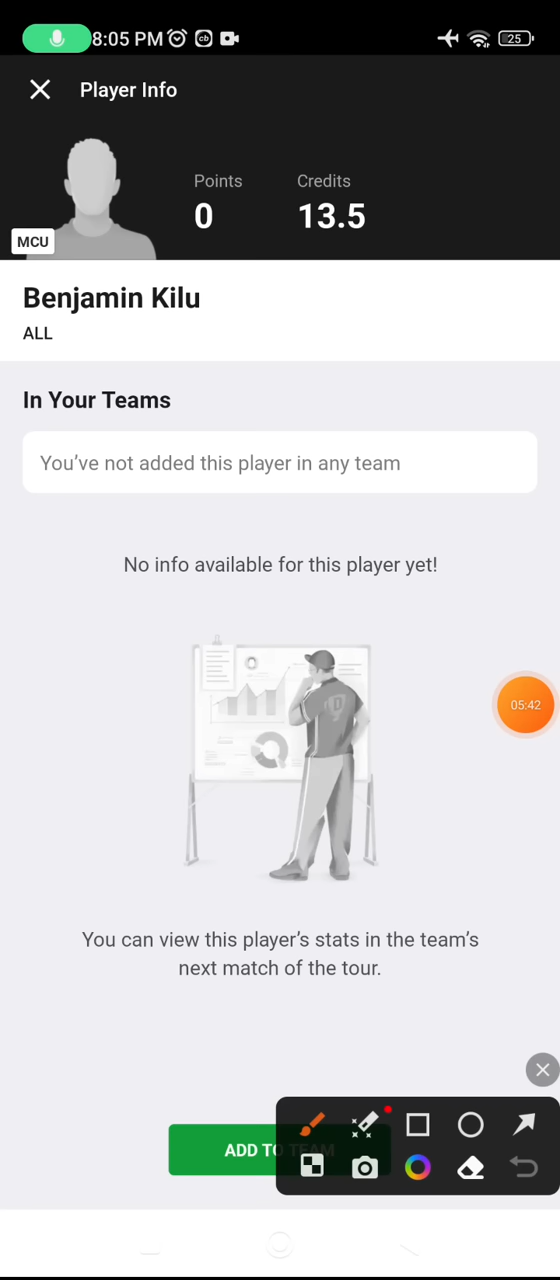 8:05 PM cb 25
Player Info
Points Credits
0 13.5
MCU
Benjamin Kilu
ALL
In Your Teams
You've not added this player in any team
No info available for this player yet!
D
05:42
You can view this player's stats in the team's
next match of the tour.
ADD TO TEAM